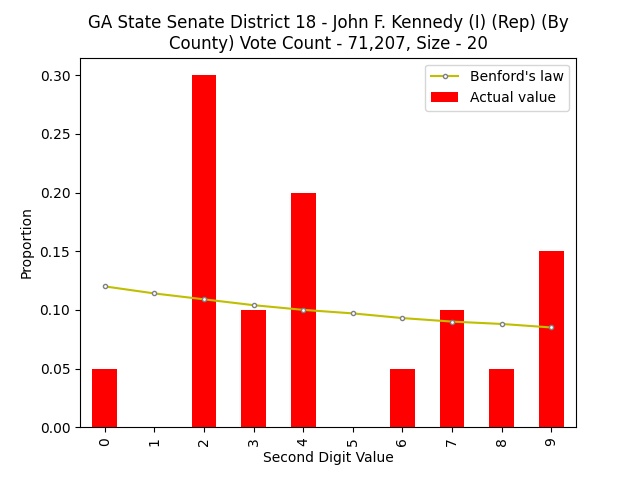 GA State Senate District 18 - John F. Kennedy (I) (Rep) (By
County) Vote Count - 71,207, Size - 20
Benford's law
Actual value
Proportion
0.30
0.25
0.20
0.15
0.10
0.05
0.00
0 1 2 3 4 5 6 7 8 9
Second Digit Value